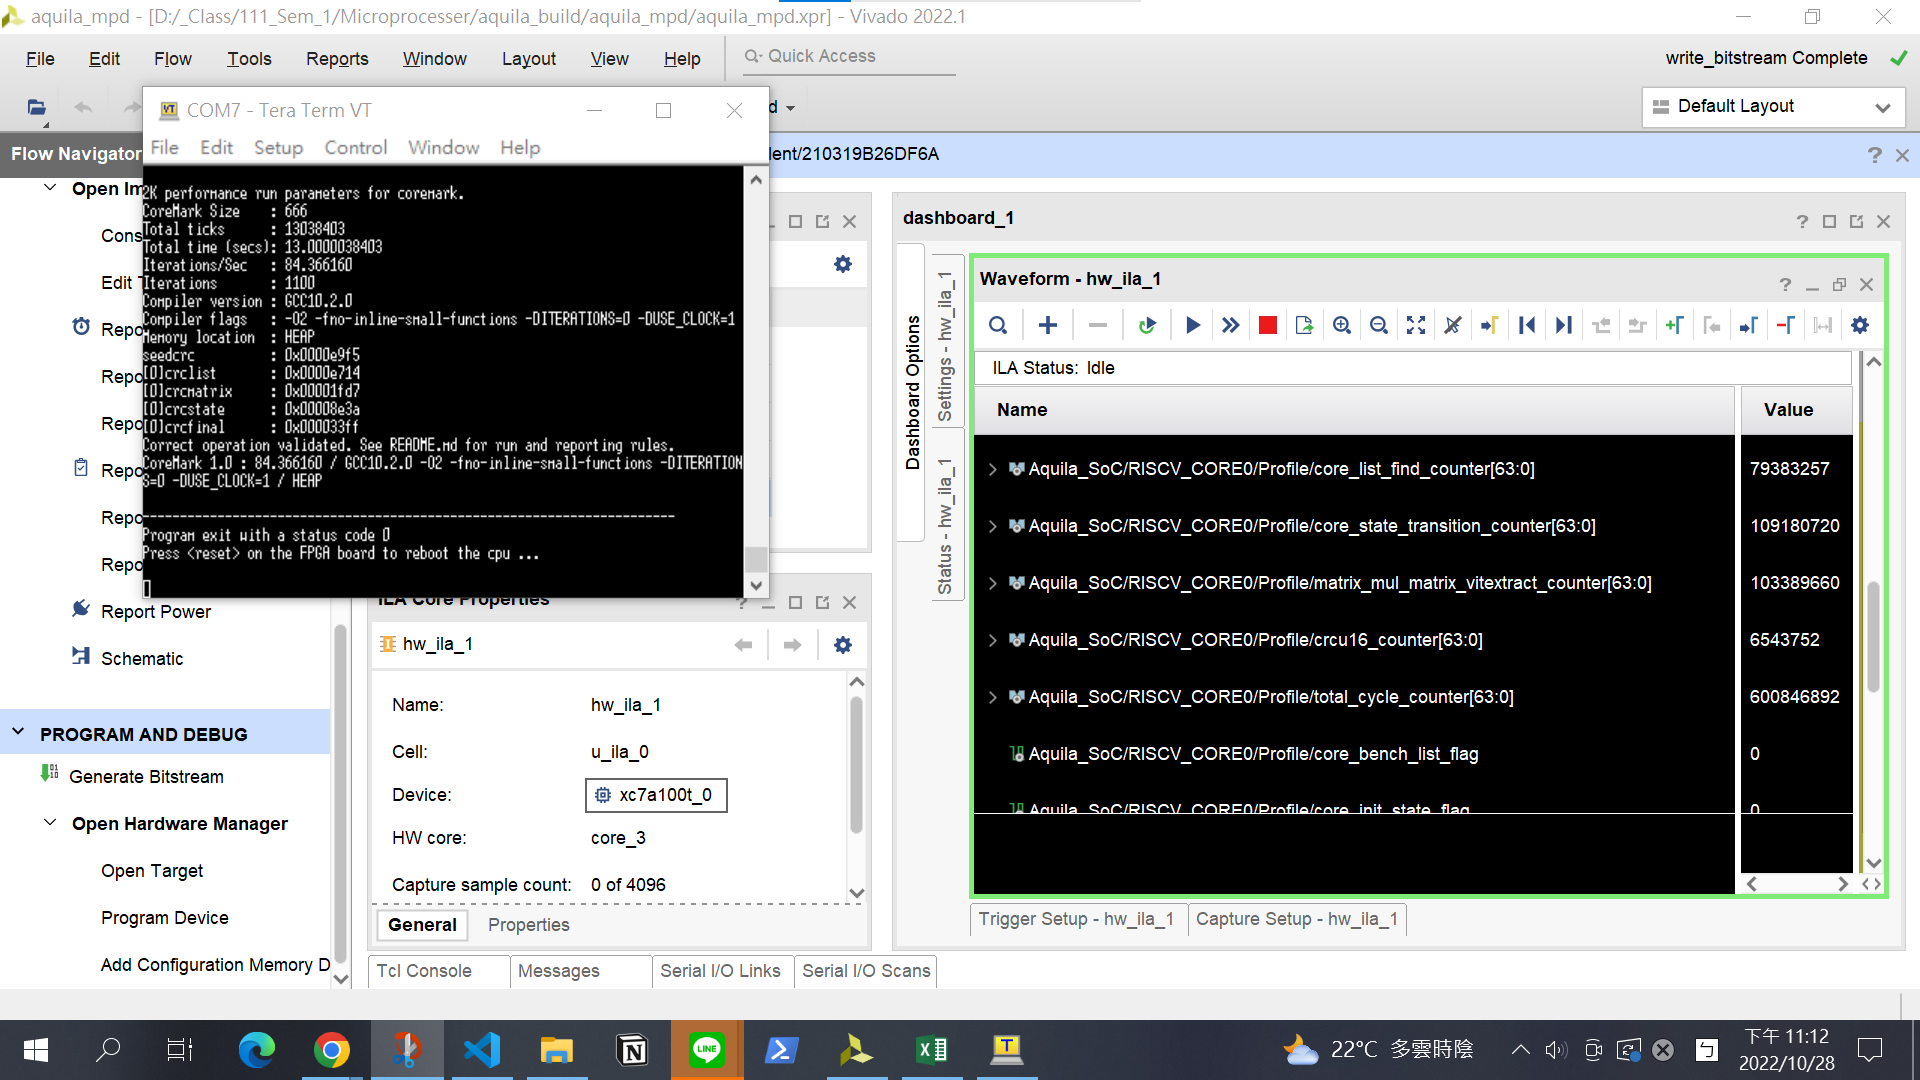 aquila_mpd - [D:/_Class/111_Sem_1/Microprocesser/aquila_build/aquila_mpd/aquila_mpd.xpr] - Vivado 2022.1
File Edit Flow Tools Reports Window Layout View Help
Quick Access
write_bitstream Complete
d
Default Layout
Flow Navigator
COM7 - Tera Term VT
File Edit Setup Control Window Help
2K performance run parameters for coremark.
CoreMark Size : 666
Total ticks : 13038403
Total time (secs): 13.0000038403
Iterations/Sec : 84.366160
Iterations : 1100
Compiler version : GCC10.2.0
Compiler flags : -O2 -fno-inline-small-functions -DITERATIONS=0 -DUSE_CLOCK=1
Memory location : HEAP
seedcrc : 0x0000e9f5
[0]crclist : 0x0000e714
[0]crcmatrix : 0x00001fd7
[0]crcstate : 0x00008e3a
[0]crcfinal : 0x000033ff
Correct operation validated. See README.md for run and reporting rules.
CoreMark 1.0 : 84.366160 / GCC10.2.0 -O2 -fno-inline-small-functions -DITERATION
S=0 -DUSE_CLOCK=1 / HEAP
--------------------------------------------------------------------
Program exit with a status code 0
Press <reset> on the FPGA board to reboot the cpu ...
lent/210319B26DF6A
Open Im
Cons
Edit T
Repo
Repo
Repo
Repo
Repo
Repo
Report Power
Schematic
PROGRAM AND DEBUG
Generate Bitstream
Open Hardware Manager
Open Target
Program Device
Add Configuration Memory D
ILA Core Properties
hw_ila_1
Name: hw_ila_1
Cell: u_ila_0
Device: xc7a100t_0
HW core: core_3
Capture sample count: 0 of 4096
General Properties
Tcl Console Messages Serial I/O Links Serial I/O Scans
dashboard_1
Dashboard Options
Settings - hw_ila_1
Status - hw_ila_1
Waveform - hw_ila_1
ILA Status: Idle
Name Value
Aquila_SoC/RISCV_CORE0/Profile/core_list_find_counter[63:0] 79383257
Aquila_SoC/RISCV_CORE0/Profile/core_state_transition_counter[63:0] 109180720
Aquila_SoC/RISCV_CORE0/Profile/matrix_mul_matrix_vitextract_counter[63:0] 103389660
Aquila_SoC/RISCV_CORE0/Profile/crcu16_counter[63:0] 6543752
Aquila_SoC/RISCV_CORE0/Profile/total_cycle_counter[63:0] 600846892
Aquila_SoC/RISCV_CORE0/Profile/core_bench_list_flag 0
Aquila_SoC/RISCV_CORE0/Profile/core_init_state_flag 0
Trigger Setup - hw_ila_1 Capture Setup - hw_ila_1
LINE
22°C 多雲時陰
ㄅ
下午 11:12
2022/10/28